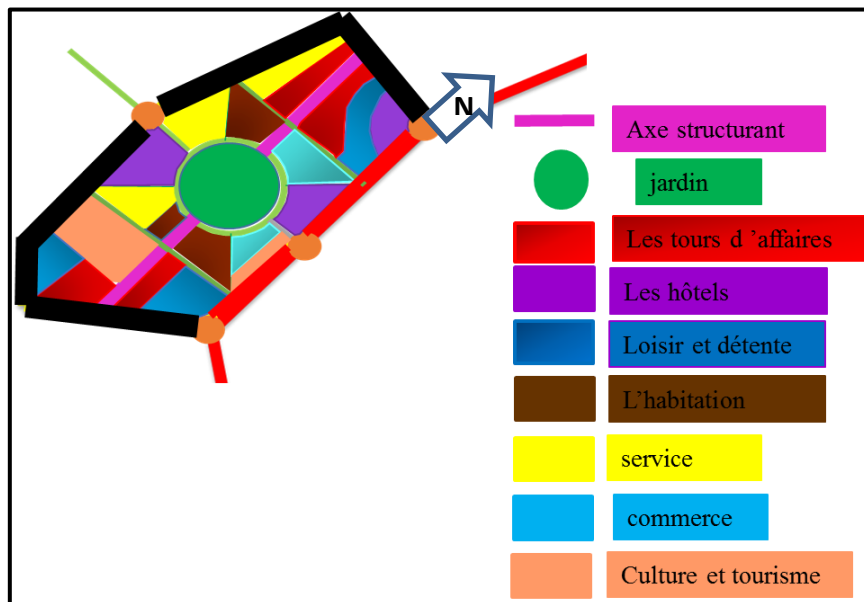 N
Axe structurant
jardin
Les tours d ’affaires
Les hôtels
Loisir et détente
L’habitation
service
commerce
Culture et tourisme